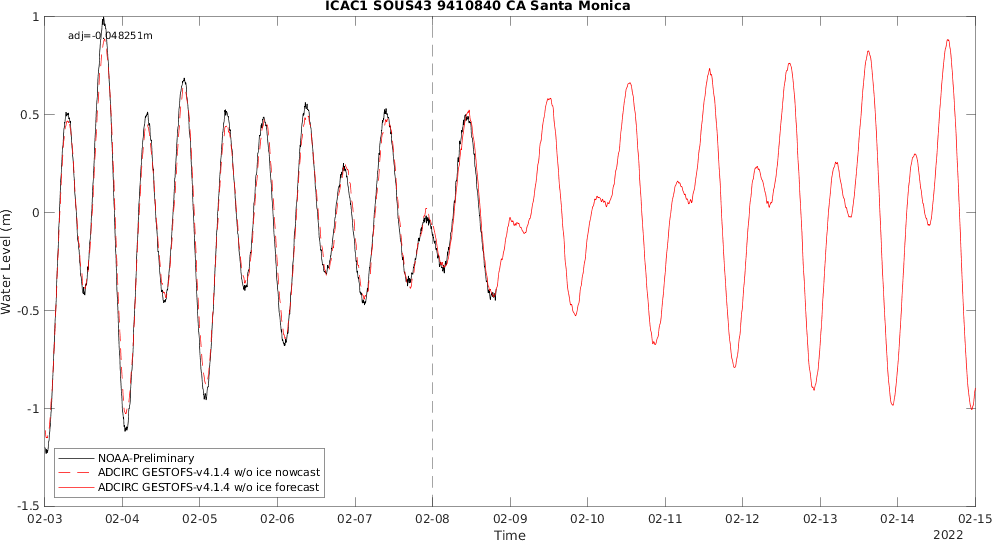 ICAC1 SOUS43 9410840 CA Santa Monica
adj=-0.048251m
1
0.5
0
-0.5
-1
-1.5
Water Level (m)
NOAA-Preliminary
ADCIRC GESTOFS-v4.1.4 w/o ice nowcast
ADCIRC GESTOFS-v4.1.4 w/o ice forecast
02-03 02-04 02-05 02-06 02-07 02-08 02-09 02-10 02-11 02-12 02-13 02-14 02-15
Time
2022